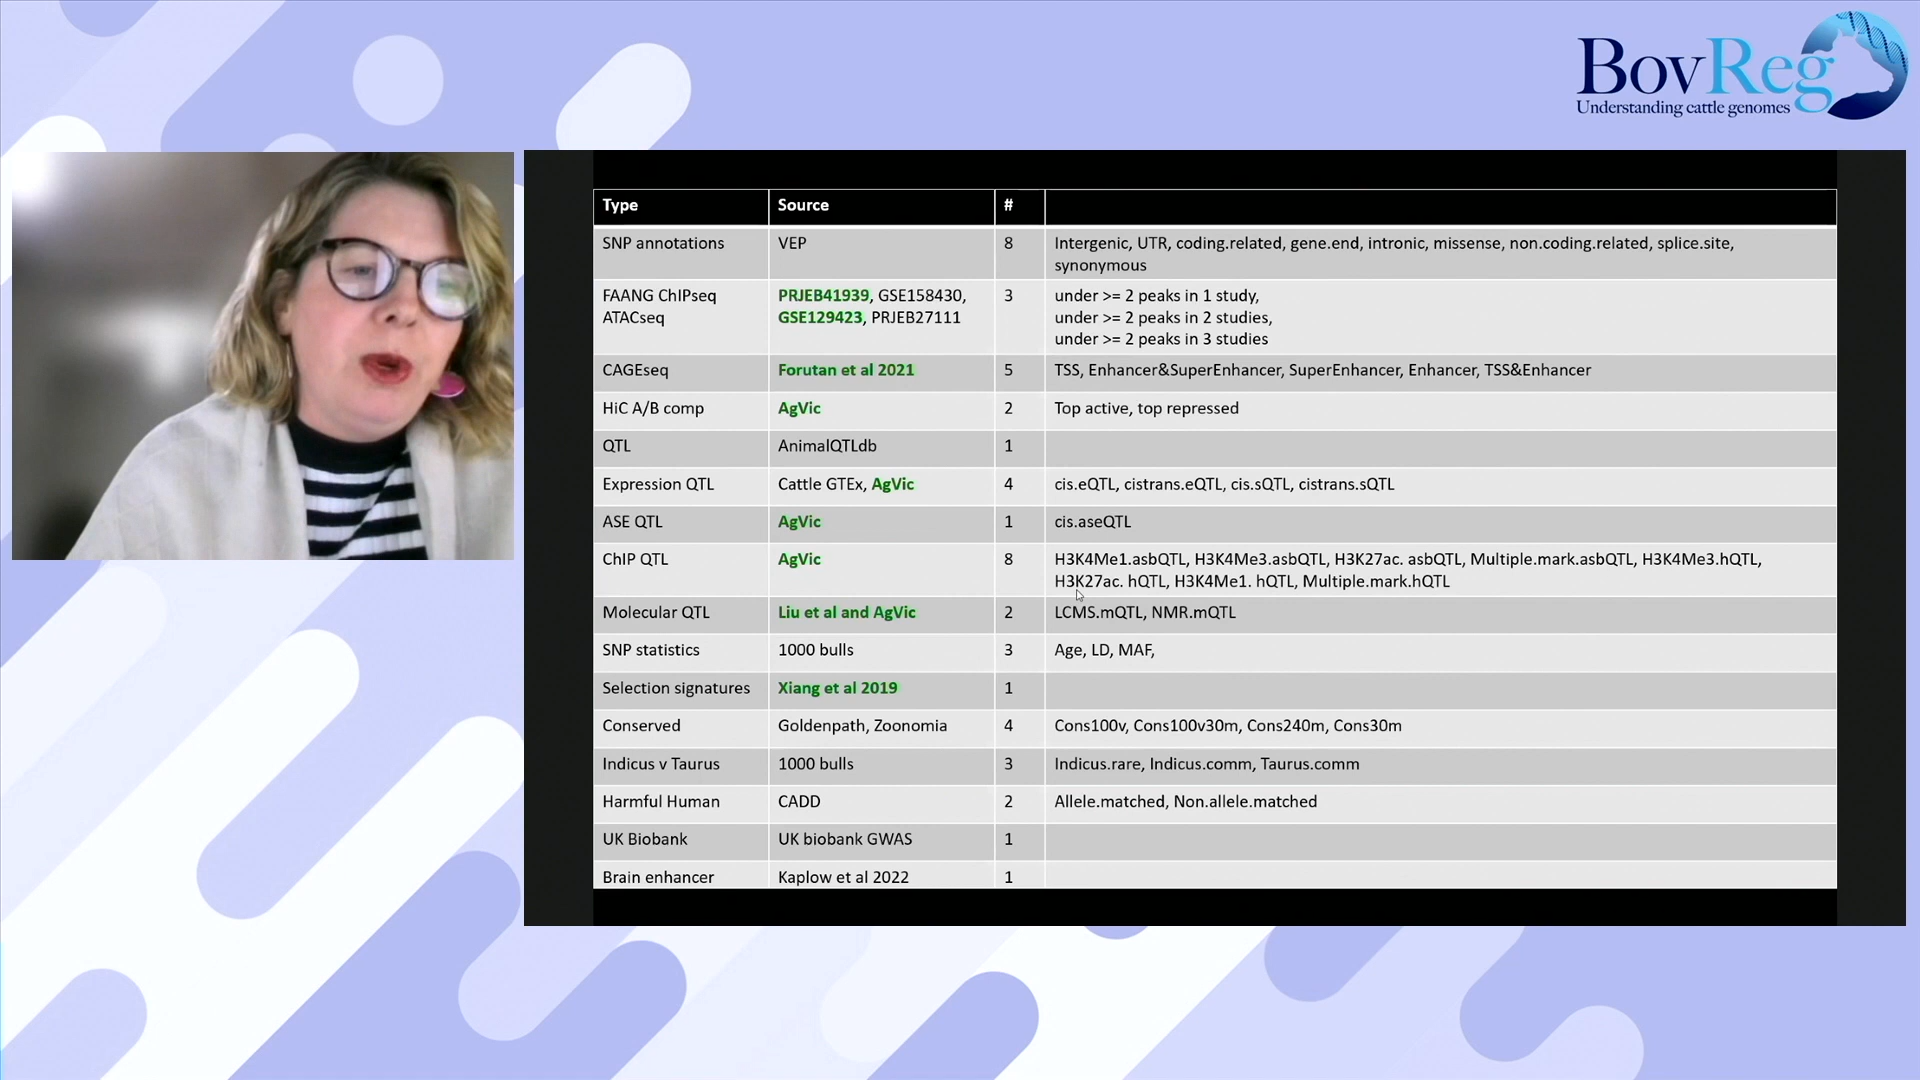 BovReg
Understanding cattle genomes
Type Source #
SNP annotations VEP 8 Intergenic, UTR, coding.related, gene.end, intronic, missense, non.coding.related, splice.site,
synonymous
FAANG ChIPseq PRJEB41939, GSE158430, 3 under >= 2 peaks in 1 study,
ATACseq GSE129423, PRJEB27111 under >= 2 peaks in 2 studies,
under >= 2 peaks in 3 studies
CAGEseq Forutan et al 2021 5 TSS, Enhancer&SuperEnhancer, SuperEnhancer, Enhancer, TSS&Enhancer
HiC A/B comp AgVic 2 Top active, top repressed
QTL AnimalQTLdb 1
Expression QTL Cattle GTEx, AgVic 4 cis.eQTL, cistrans.eQTL, cis.sQTL, cistrans.sQTL
ASE QTL AgVic 1 cis.aseQTL
ChIP QTL AgVic 8 H3K4Me1.asbQTL, H3K4Me3.asbQTL, H3K27ac. asbQTL, Multiple.mark.asbQTL, H3K4Me3.hQTL,
H3K27ac. hQTL, H3K4Me1. hQTL, Multiple.mark.hQTL
Molecular QTL Liu et al and AgVic 2 LCMS.mQTL, NMR.mQTL
SNP statistics 1000 bulls 3 Age, LD, MAF,
Selection signatures Xiang et al 2019 1
Conserved Goldenpath, Zoonomia 4 Cons100v, Cons100v30m, Cons240m, Cons30m
Indicus v Taurus 1000 bulls 3 Indicus.rare, Indicus.comm, Taurus.comm
Harmful Human CADD 2 Allele.matched, Non.allele.matched
UK Biobank UK biobank GWAS 1
Brain enhancer Kaplow et al 2022 1